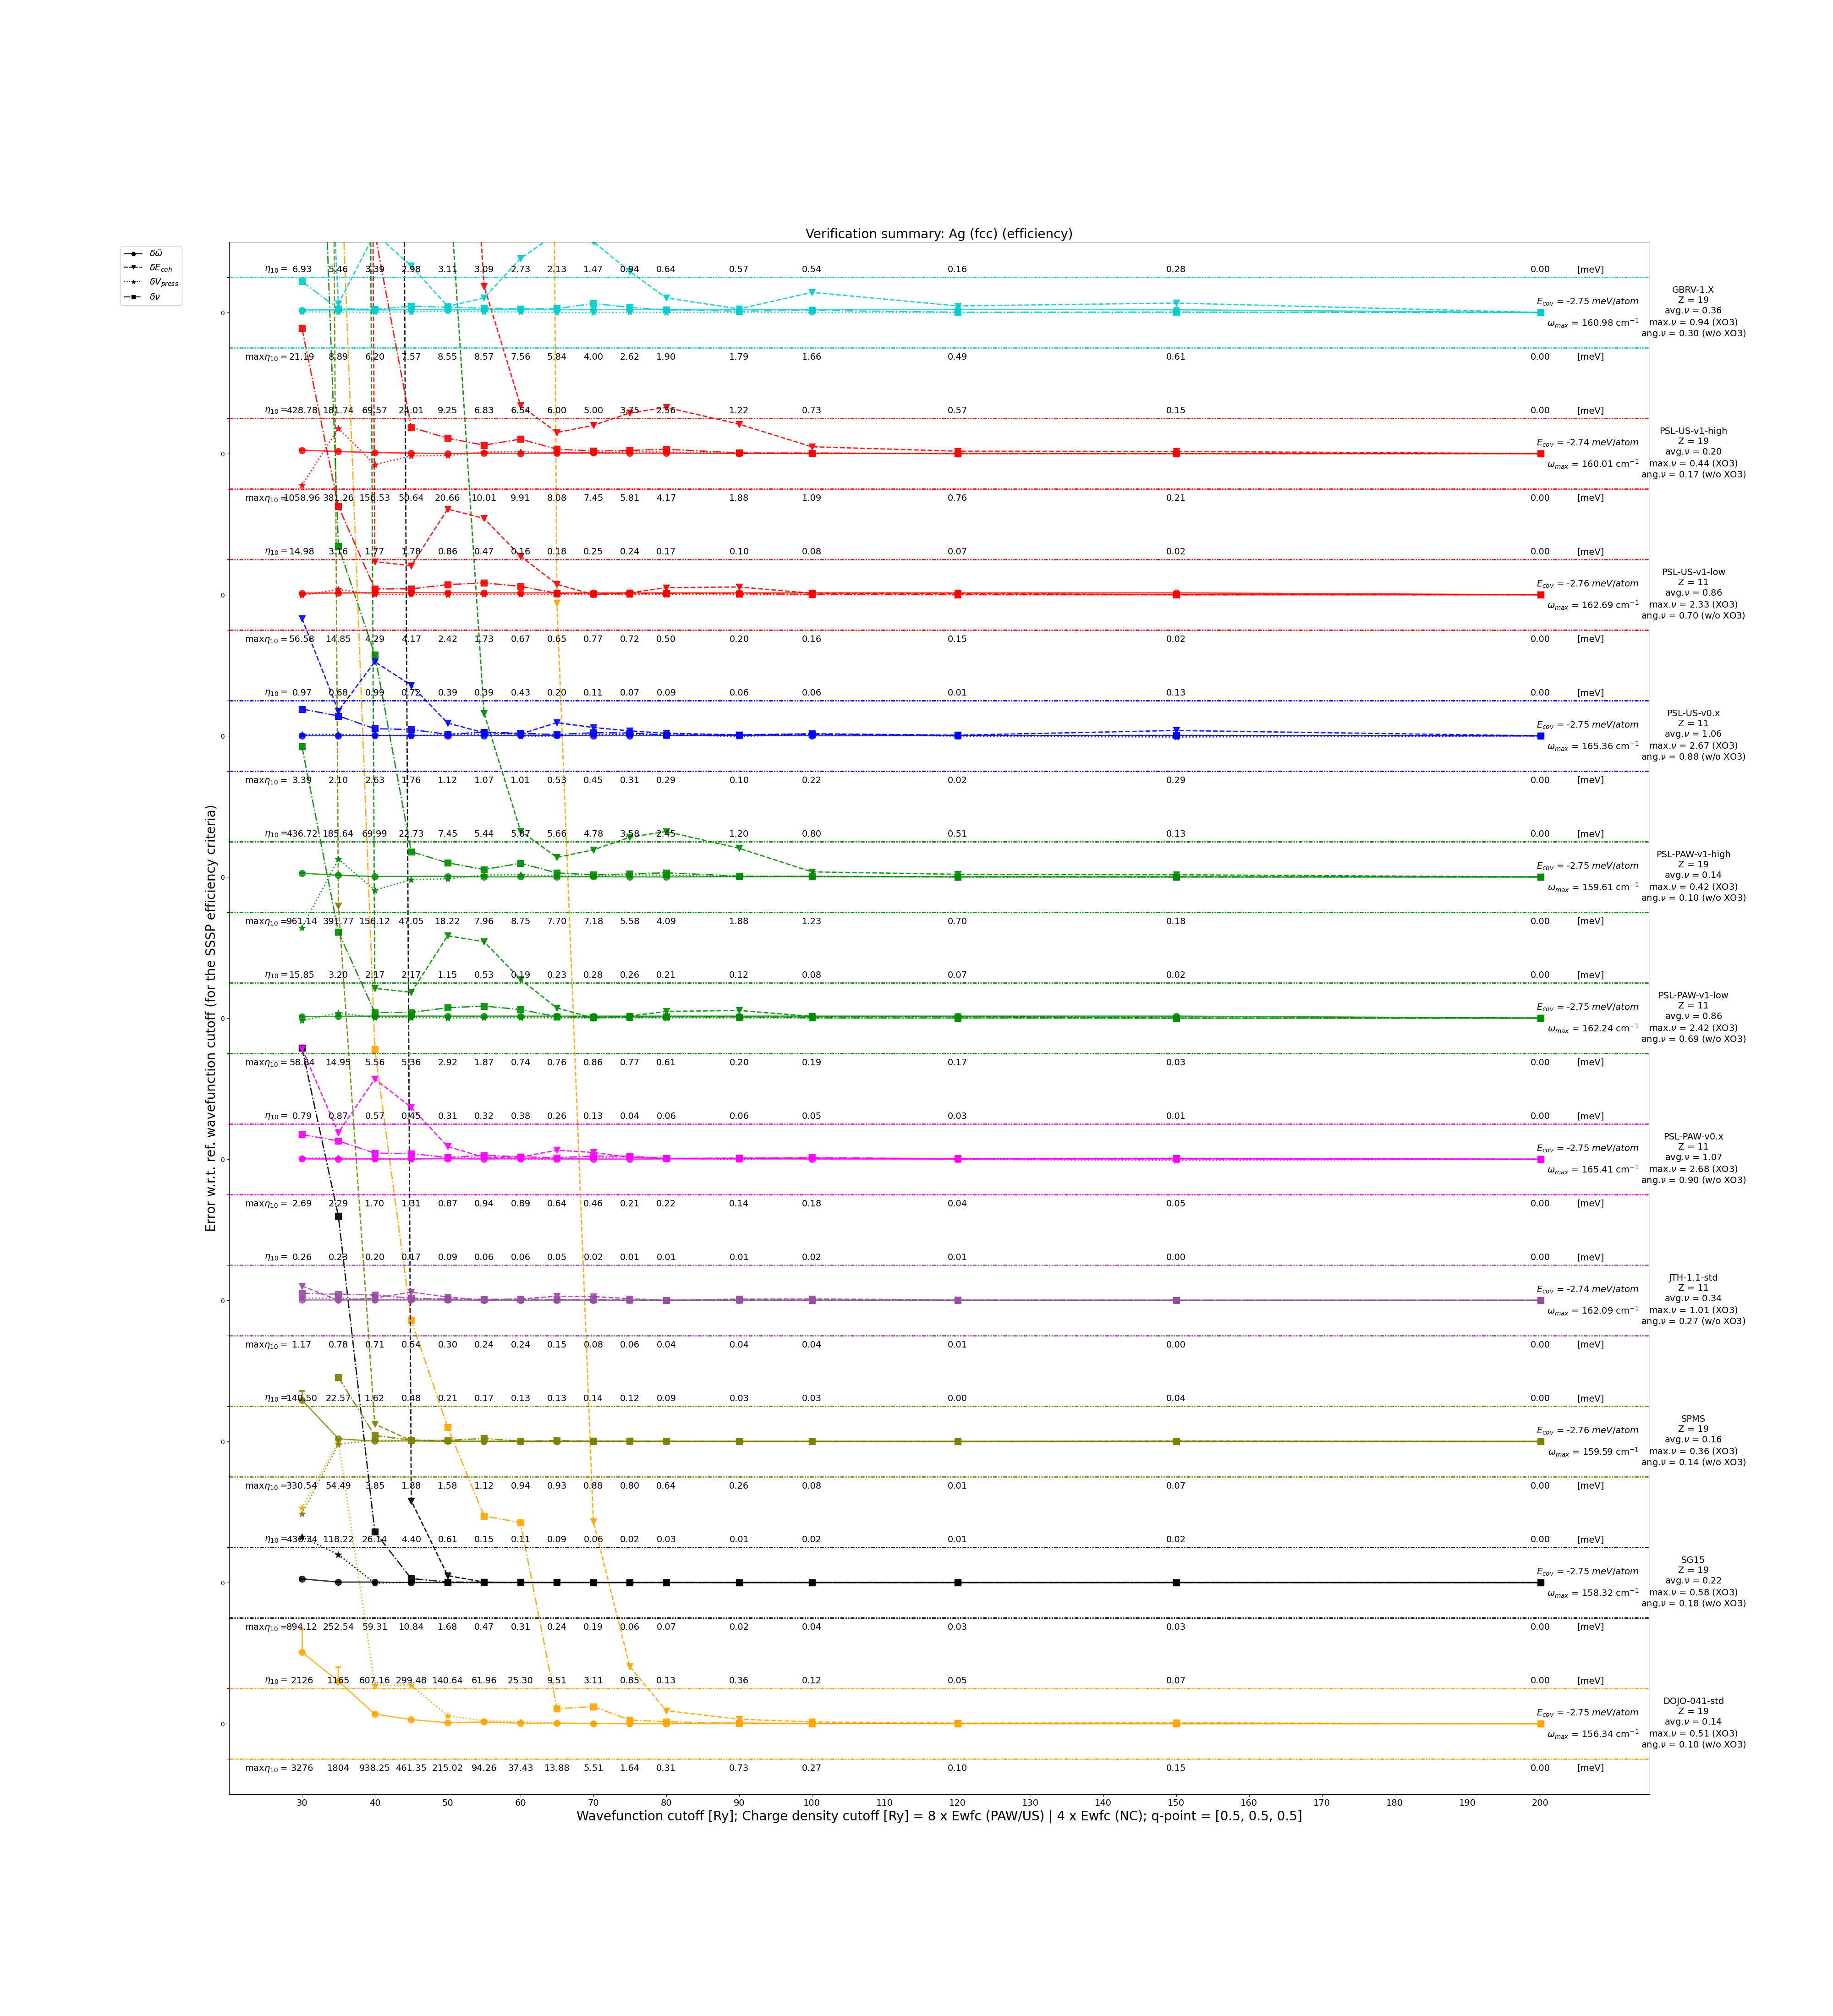 Verification summary: Ag (fcc) (efficiency)
δω̄
δE_coh
δV_press
δν
Error w.r.t. ref. wavefunction cutoff (for the SSSP efficiency criteria)
η₁₀ = 6.93 5.46 3.39 2.98 3.11 3.09 2.73 2.13 1.47 0.94 0.64 0.57 0.54 0.16 0.28 0.00 [meV]
0
E_cov = -2.75 meV/atom
ω_max = 160.98 cm⁻¹
GBRV-1.X
Z = 19
avg.ν = 0.36
max.ν = 0.94 (XO3)
ang.ν = 0.30 (w/o XO3)
maxη₁₀ = 21.19 8.89 6.20 7.57 8.55 8.57 7.56 5.84 4.00 2.62 1.90 1.79 1.66 0.49 0.61 0.00 [meV]
η₁₀ = 428.78 181.74 69.57 24.01 9.25 6.83 6.54 6.00 5.00 3.75 2.56 1.22 0.73 0.57 0.15 0.00 [meV]
0
E_cov = -2.74 meV/atom
ω_max = 160.01 cm⁻¹
PSL-US-v1-high
Z = 19
avg.ν = 0.20
max.ν = 0.44 (XO3)
ang.ν = 0.17 (w/o XO3)
maxη₁₀ = 1058.96 381.26 156.53 50.64 20.66 10.01 9.91 8.08 7.45 5.81 4.17 1.88 1.09 0.76 0.21 0.00 [meV]
η₁₀ = 14.98 3.16 1.77 1.78 0.86 0.47 0.16 0.18 0.25 0.24 0.17 0.10 0.08 0.07 0.02 0.00 [meV]
0
E_cov = -2.76 meV/atom
ω_max = 162.69 cm⁻¹
PSL-US-v1-low
Z = 11
avg.ν = 0.86
max.ν = 2.33 (XO3)
ang.ν = 0.70 (w/o XO3)
maxη₁₀ = 56.58 14.85 4.29 4.17 2.42 1.73 0.67 0.65 0.77 0.72 0.50 0.20 0.16 0.15 0.02 0.00 [meV]
η₁₀ = 0.97 0.68 0.99 0.72 0.39 0.39 0.43 0.20 0.11 0.07 0.09 0.06 0.06 0.01 0.13 0.00 [meV]
0
E_cov = -2.75 meV/atom
ω_max = 165.36 cm⁻¹
PSL-US-v0.x
Z = 11
avg.ν = 1.06
max.ν = 2.67 (XO3)
ang.ν = 0.88 (w/o XO3)
maxη₁₀ = 3.39 2.10 2.63 1.76 1.12 1.07 1.01 0.53 0.45 0.31 0.29 0.10 0.22 0.02 0.29 0.00 [meV]
η₁₀ = 436.72 185.64 69.99 22.73 7.45 5.44 5.87 5.66 4.78 3.58 2.45 1.20 0.80 0.51 0.13 0.00 [meV]
0
E_cov = -2.75 meV/atom
ω_max = 159.61 cm⁻¹
PSL-PAW-v1-high
Z = 19
avg.ν = 0.14
max.ν = 0.42 (XO3)
ang.ν = 0.10 (w/o XO3)
maxη₁₀ = 961.14 391.77 156.12 47.05 18.22 7.96 8.75 7.70 7.18 5.58 4.09 1.88 1.23 0.70 0.18 0.00 [meV]
η₁₀ = 15.85 3.20 2.17 2.17 1.15 0.53 0.19 0.23 0.28 0.26 0.21 0.12 0.08 0.07 0.02 0.00 [meV]
0
E_cov = -2.75 meV/atom
ω_max = 162.24 cm⁻¹
PSL-PAW-v1-low
Z = 11
avg.ν = 0.86
max.ν = 2.42 (XO3)
ang.ν = 0.69 (w/o XO3)
maxη₁₀ = 58.84 14.95 5.56 5.36 2.92 1.87 0.74 0.76 0.86 0.77 0.61 0.20 0.19 0.17 0.03 0.00 [meV]
η₁₀ = 0.79 0.87 0.57 0.45 0.31 0.32 0.38 0.26 0.13 0.04 0.06 0.06 0.05 0.03 0.01 0.00 [meV]
0
E_cov = -2.75 meV/atom
ω_max = 165.41 cm⁻¹
PSL-PAW-v0.x
Z = 11
avg.ν = 1.07
max.ν = 2.68 (XO3)
ang.ν = 0.90 (w/o XO3)
maxη₁₀ = 2.69 2.29 1.70 1.31 0.87 0.94 0.89 0.64 0.46 0.21 0.22 0.14 0.18 0.04 0.05 0.00 [meV]
η₁₀ = 0.26 0.23 0.20 0.17 0.09 0.06 0.06 0.05 0.02 0.01 0.01 0.01 0.02 0.01 0.00 0.00 [meV]
0
E_cov = -2.74 meV/atom
ω_max = 162.09 cm⁻¹
JTH-1.1-std
Z = 11
avg.ν = 0.34
max.ν = 1.01 (XO3)
ang.ν = 0.27 (w/o XO3)
maxη₁₀ = 1.17 0.78 0.71 0.54 0.30 0.24 0.24 0.15 0.08 0.06 0.04 0.04 0.04 0.01 0.00 0.00 [meV]
η₁₀ = 140.50 22.57 1.62 0.48 0.21 0.17 0.13 0.13 0.14 0.12 0.09 0.03 0.03 0.00 0.04 0.00 [meV]
0
E_cov = -2.76 meV/atom
ω_max = 159.59 cm⁻¹
SPMS
Z = 19
avg.ν = 0.16
max.ν = 0.36 (XO3)
ang.ν = 0.14 (w/o XO3)
maxη₁₀ = 330.54 54.49 3.85 1.88 1.58 1.12 0.94 0.93 0.88 0.80 0.64 0.26 0.08 0.01 0.07 0.00 [meV]
η₁₀ = 118.22 26.14 4.40 0.61 0.15 0.11 0.09 0.06 0.02 0.03 0.01 0.02 0.01 0.02 0.00 [meV]
0
E_cov = -2.75 meV/atom
ω_max = 158.32 cm⁻¹
SG15
Z = 19
avg.ν = 0.22
max.ν = 0.58 (XO3)
ang.ν = 0.18 (w/o XO3)
maxη₁₀ = 894.12 252.54 59.31 10.84 1.68 0.47 0.31 0.24 0.19 0.06 0.07 0.02 0.04 0.03 0.03 0.00 [meV]
η₁₀ = 2126 1165 607.16 299.48 140.64 61.96 25.30 9.51 3.11 0.85 0.13 0.36 0.12 0.05 0.07 0.00 [meV]
0
E_cov = -2.75 meV/atom
ω_max = 156.34 cm⁻¹
DOJO-041-std
Z = 19
avg.ν = 0.14
max.ν = 0.51 (XO3)
ang.ν = 0.10 (w/o XO3)
maxη₁₀ = 3276 1804 938.25 461.35 215.02 94.26 37.43 13.88 5.51 1.64 0.31 0.73 0.27 0.10 0.15 0.00 [meV]
30 40 50 60 70 80 90 100 110 120 130 140 150 160 170 180 190 200
Wavefunction cutoff [Ry]; Charge density cutoff [Ry] = 8 x Ewfc (PAW/US) | 4 x Ewfc (NC); q-point = [0.5, 0.5, 0.5]